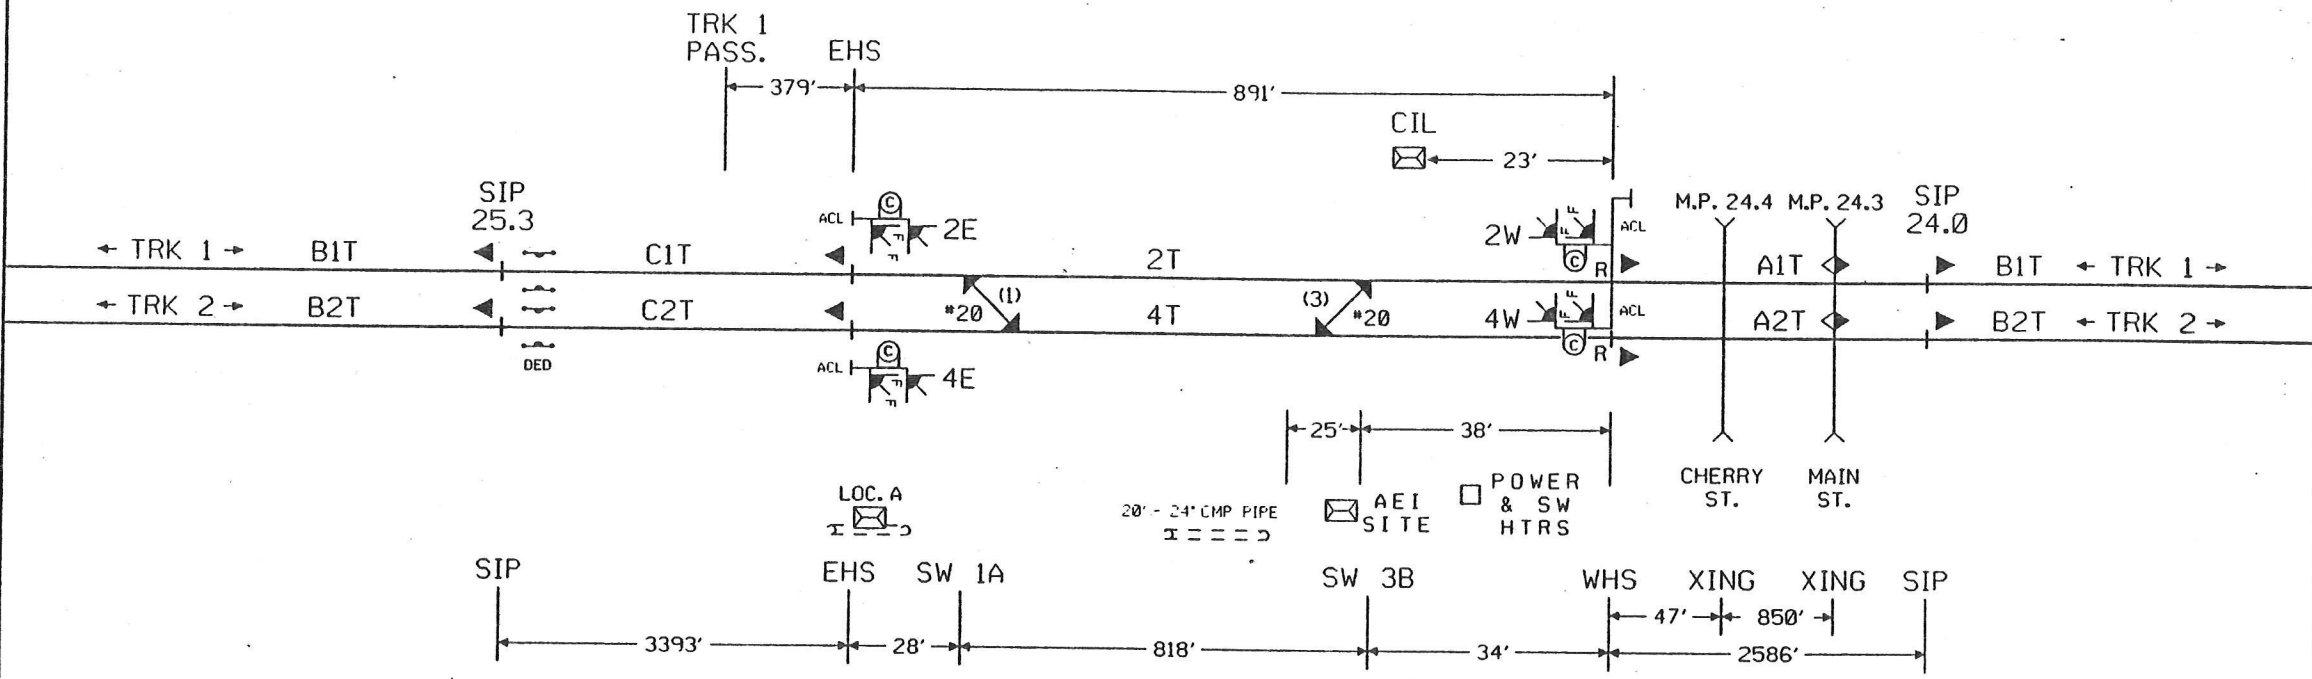 TRK 1
PASS.
EHS
379'
891'
CIL
23'
SIP
25.3
ACL
C
F
F
2E
2W
F
F
C
R
ACL
M.P. 24.4
M.P. 24.3
SIP
24.0
← TRK 1 →
B1T
C1T
2T
A1T
B1T
← TRK 1 →
(1)
#20
(3)
#20
← TRK 2 →
B2T
C2T
4T
4W
F
F
C
R
ACL
A2T
B2T
← TRK 2 →
DED
ACL
C
F
F
4E
25'
38'
LOC. A
20' - 24" CMP PIPE
AEI
SITE
POWER
& SW
HTRS
CHERRY
ST.
MAIN
ST.
SIP
EHS
SW 1A
SW 3B
WHS
XING
XING
SIP
47'
850'
3393'
28'
818'
34'
2586'